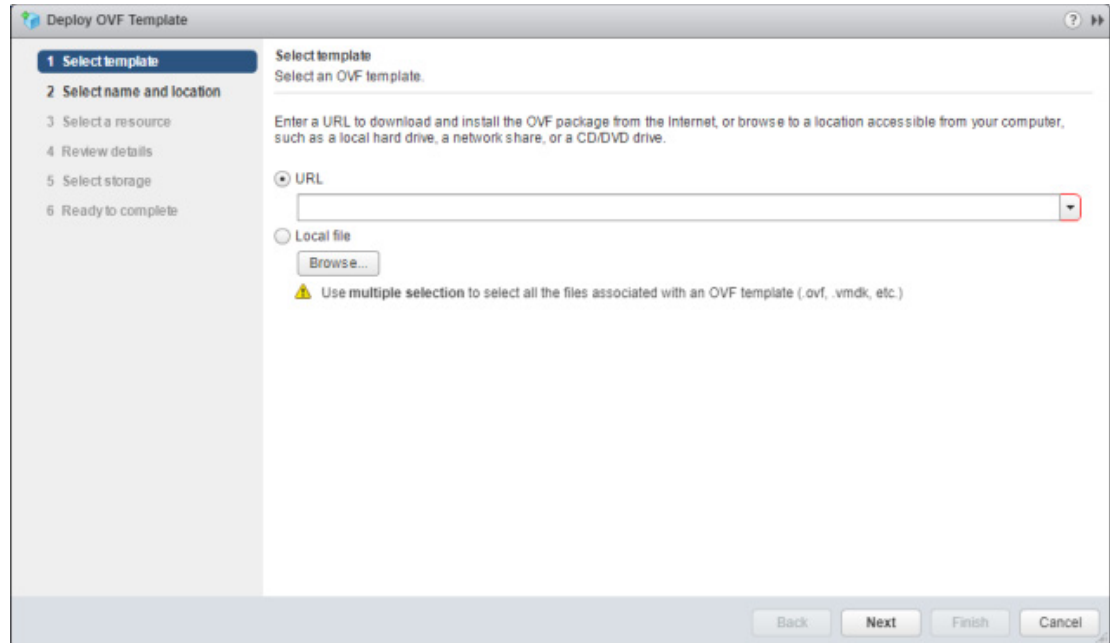 Deploy OVF Template
?
1 Select template
2 Select name and location
3 Select a resource
4 Review details
5 Select storage
6 Ready to complete
Select template
Select an OVF template.
Enter a URL to download and install the OVF package from the Internet, or browse to a location accessible from your computer,
such as a local hard drive, a network share, or a CD/DVD drive.
URL
Local file
Browse...
Use multiple selection to select all the files associated with an OVF template (.ovf, .vmdk, etc.)
Back Next Finish Cancel